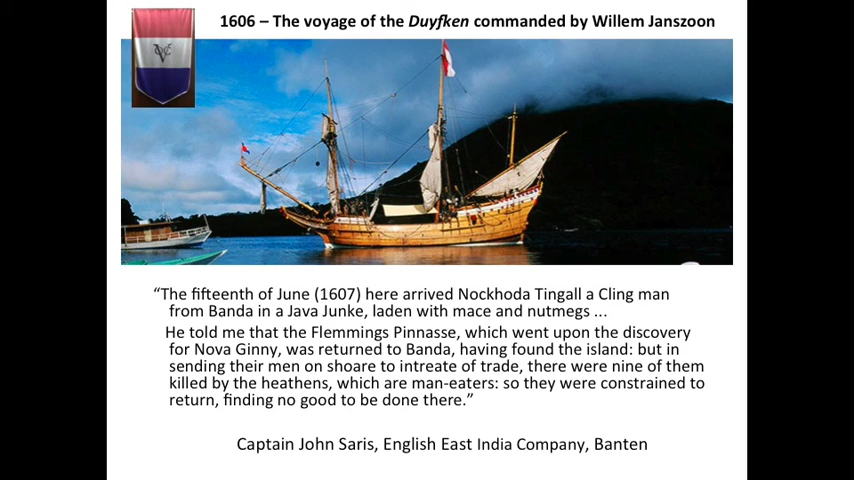 1606 – The voyage of the Duyfken commanded by Willem Janszoon
VOC
“The fifteenth of June (1607) here arrived Nockhoda Tingall a Cling man
from Banda in a Java Junke, laden with mace and nutmegs ...
He told me that the Flemmings Pinnasse, which went upon the discovery
for Nova Ginny, was returned to Banda, having found the island: but in
sending their men on shoare to intreate of trade, there were nine of them
killed by the heathens, which are man-eaters: so they were constrained to
return, finding no good to be done there.”
Captain John Saris, English East India Company, Banten